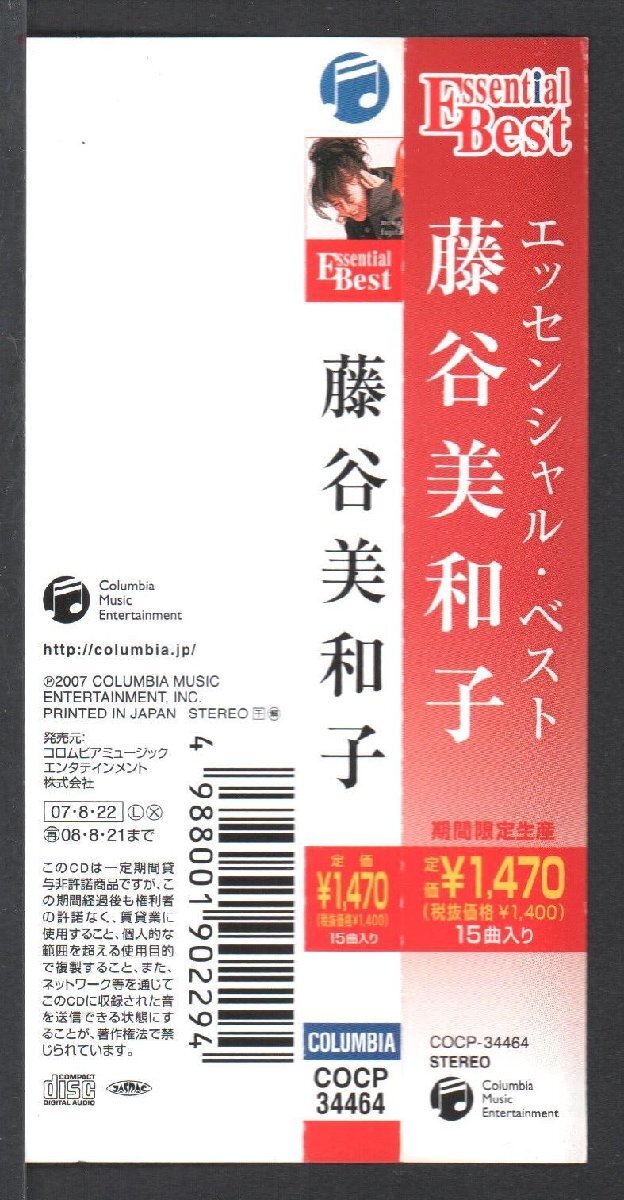 Essential
Best
エッセンシャル・ベスト
藤谷美和子
期間限定生産
定価 ¥1,470
(税抜価格 ¥1,400)
15曲入り
COCP-34464
STEREO
Columbia
Music
Entertainment
Essential
Best
藤谷美和子
定価
¥1,470
(税抜価格¥1,400)
15曲入り
COLUMBIA
COCP
34464
Columbia
Music
Entertainment
http://columbia.jp/
℗2007 COLUMBIA MUSIC
ENTERTAINMENT, INC.
PRINTED IN JAPAN STEREO
発売元:
コロムビアミュージック
エンタテインメント
株式会社
07・8・22 Ⓛ Ⓧ
㊒08・8・21まで
このCDは一定期間貸
与非許諾商品ですが、こ
の期間経過後も権利者
の許諾なく、賃貸業に
使用すること、個人的な
範囲を超える使用目的
で複製すること、また、
ネットワーク等を通じて
このCDに収録された音
を送信できる状態にす
ることが、著作権法で禁
じられています。
COMPACT
disc
DIGITAL AUDIO
JASRAC
4 988001 902294